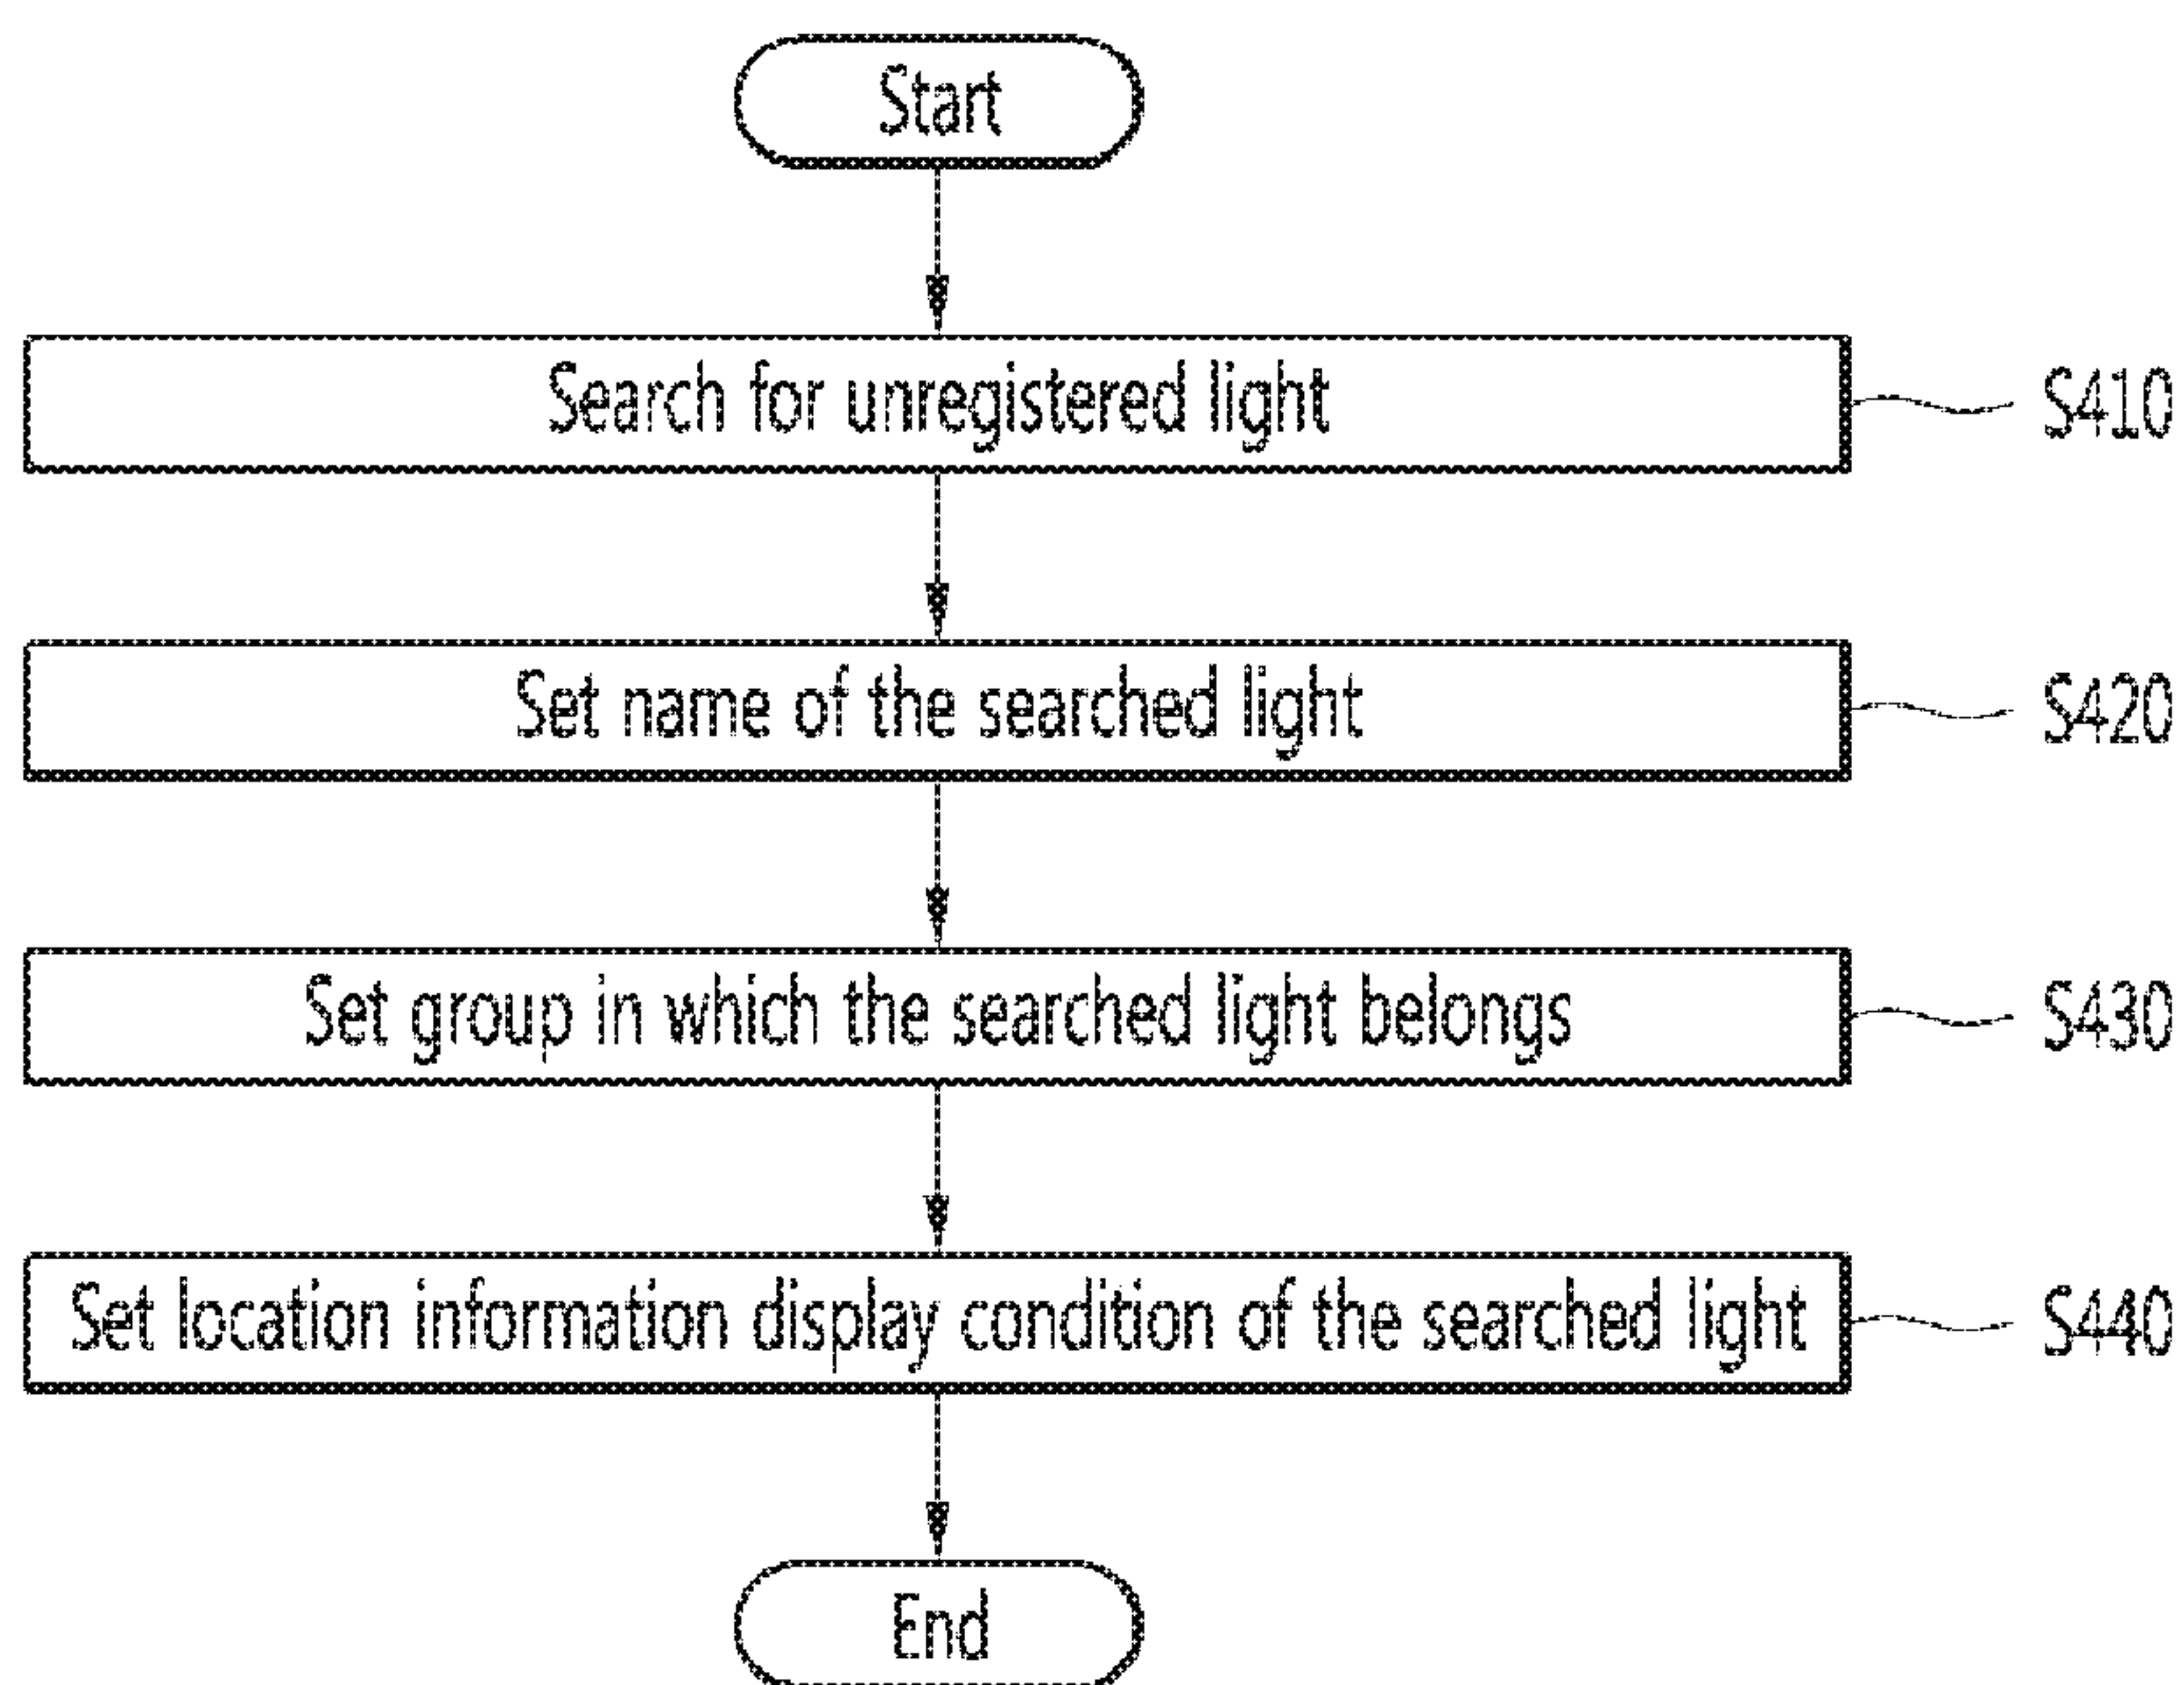 Start
Search for unregistered light
S410
Set name of the searched light
S420
Set group in which the searched light belongs
S430
Set location information display condition of the searched light
S440
End